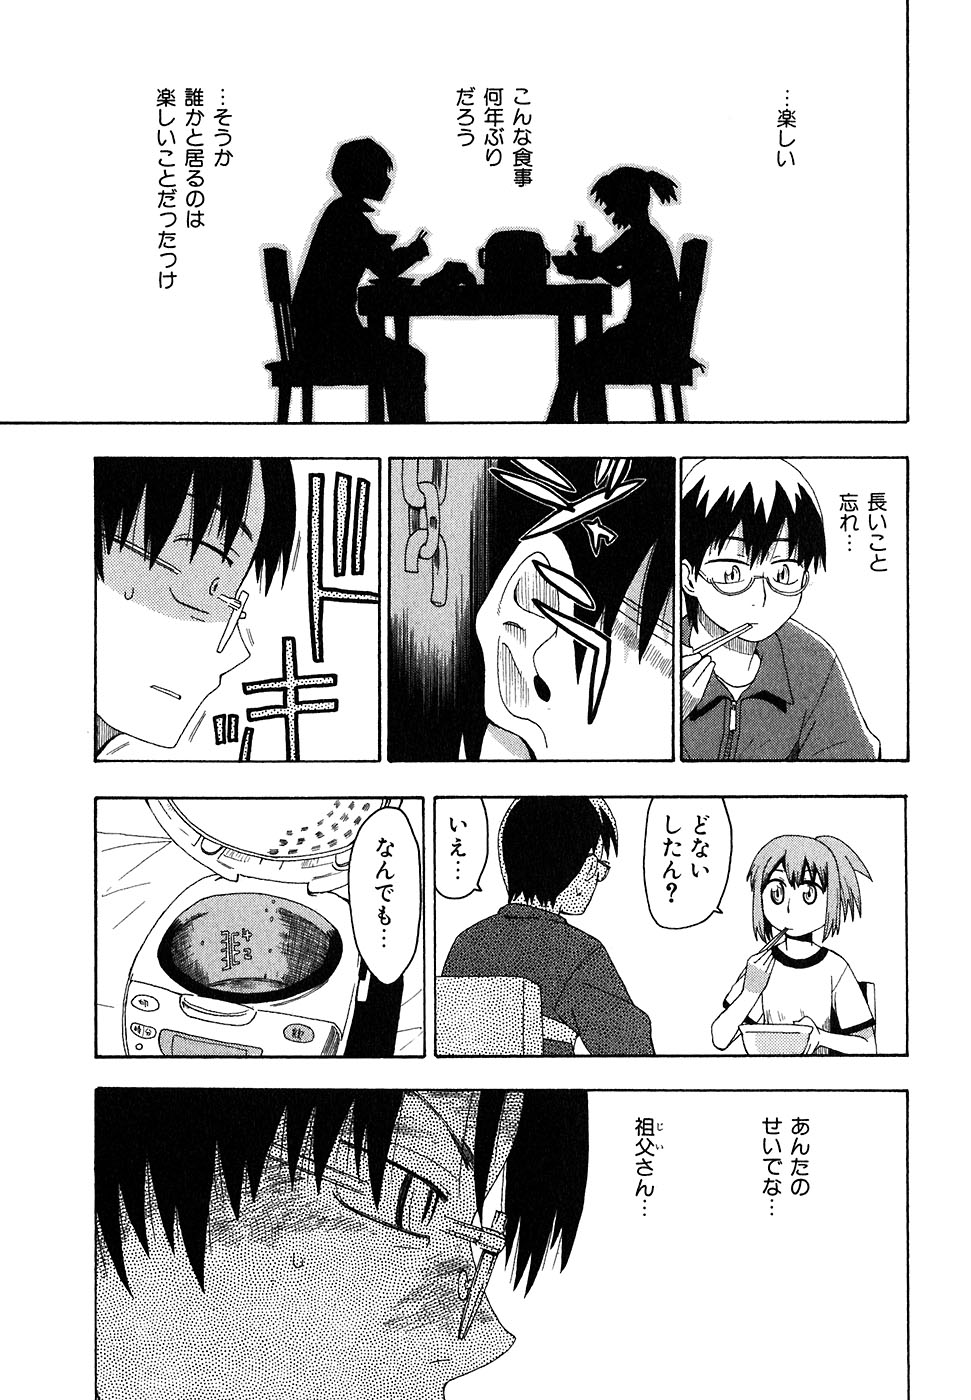 …楽しい
こんな食事
何年ぶり
だろう
…そうか
誰かと居るのは
楽しいことだったっけ
長いこと
忘れ…
ドキ
どない
したん?
いえ…
なんでも…
あんたの
せいでな…
祖父さん…
じい